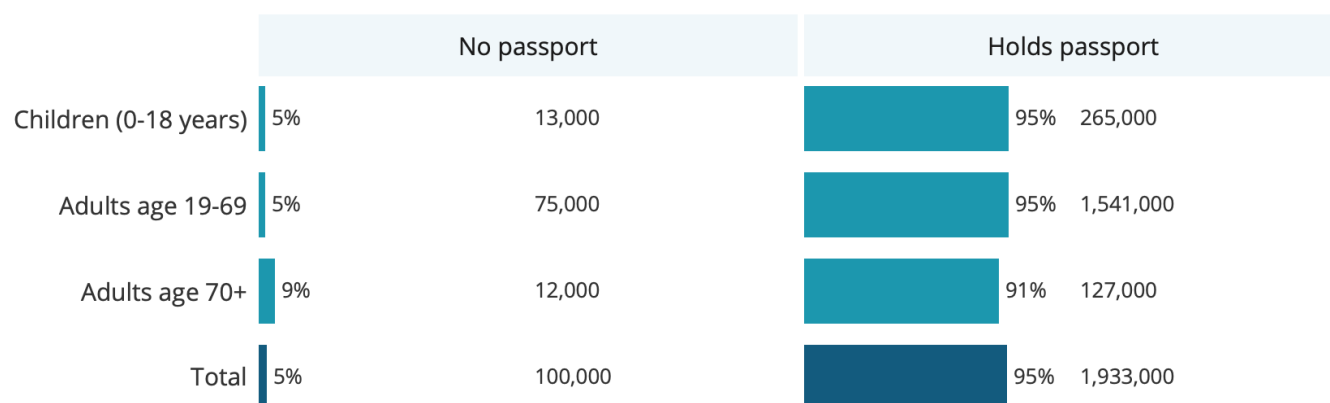 No passport Holds passport
Children (0-18 years) 5% 13,000 95% 265,000
Adults age 19-69 5% 75,000 95% 1,541,000
Adults age 70+ 9% 12,000 91% 127,000
Total 5% 100,000 95% 1,933,000